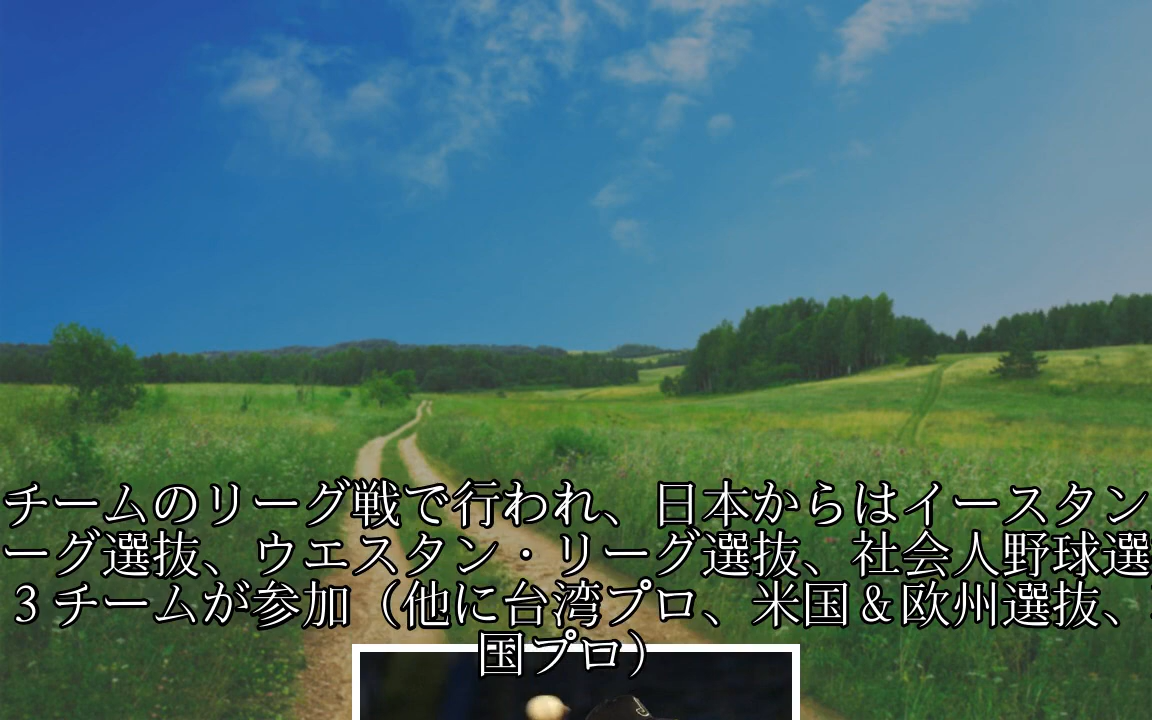 チームのリーグ戦で行われ、日本からはイースタン
ーグ選抜、ウエスタン・リーグ選抜、社会人野球選
３チームが参加（他に台湾プロ、米国＆欧州選抜、
国プロ）